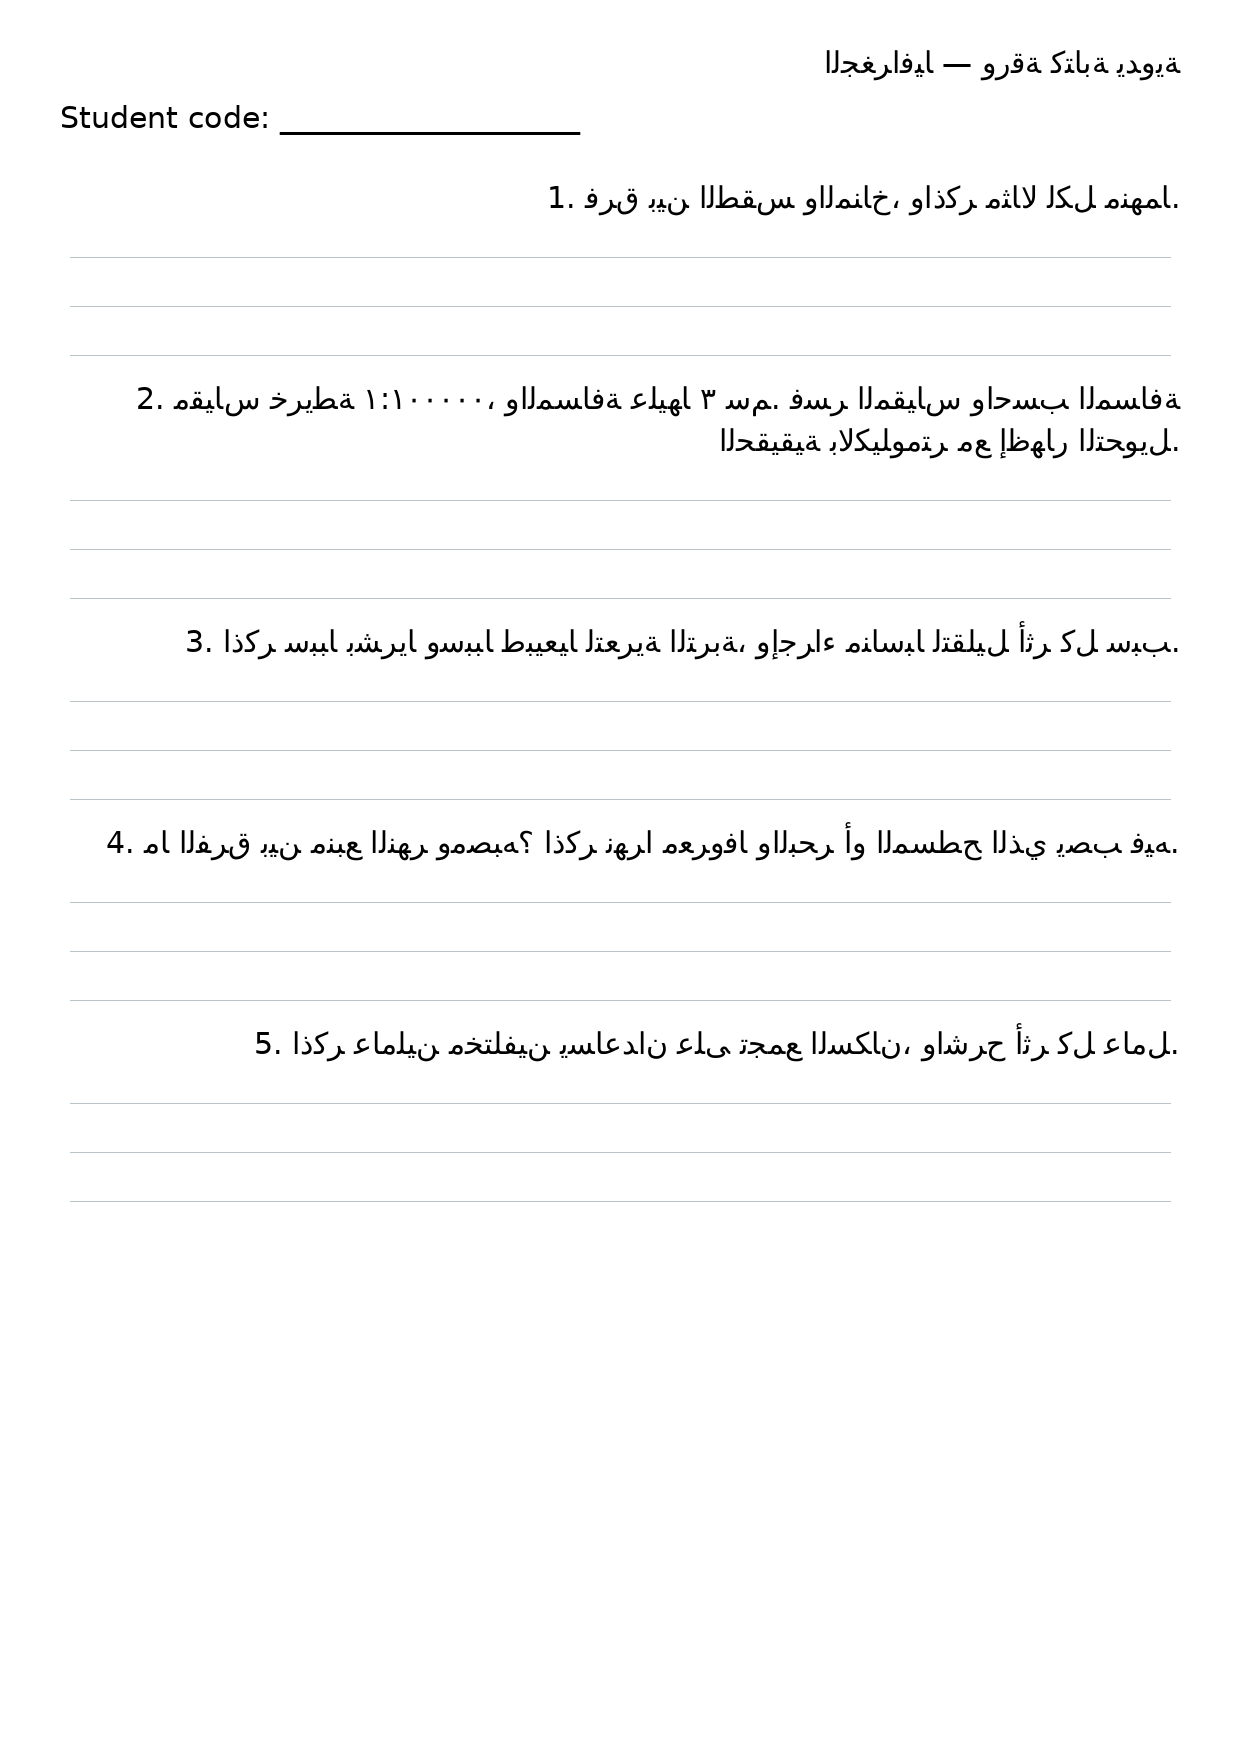 الجغرافيا — ورقة كتابة يدوية
Student code: ____________________
1. فرق بين الطقس والمناخ، واذكر مثالا لكل منهما.
2. مقياس خريطة ١:١٠٠٠٠٠، والمسافة عليها ٣ سم. فسر المقياس واحسب المسافة
الحقيقية بالكيلومتر مع إظهار التحويل.
3. اذكر سببا بشريا وسببا طبيعيا لتعرية التربة، وإجراء مناسبا لتقليل أثر كل سبب.
4. ما الفرق بين منبع النهر ومصبه؟ اذكر نهرا معروفا والبحر أو المسطح الذي يصب فيه.
5. اذكر عاملين مختلفين يساعدان على تجمع السكان، واشرح أثر كل عامل.